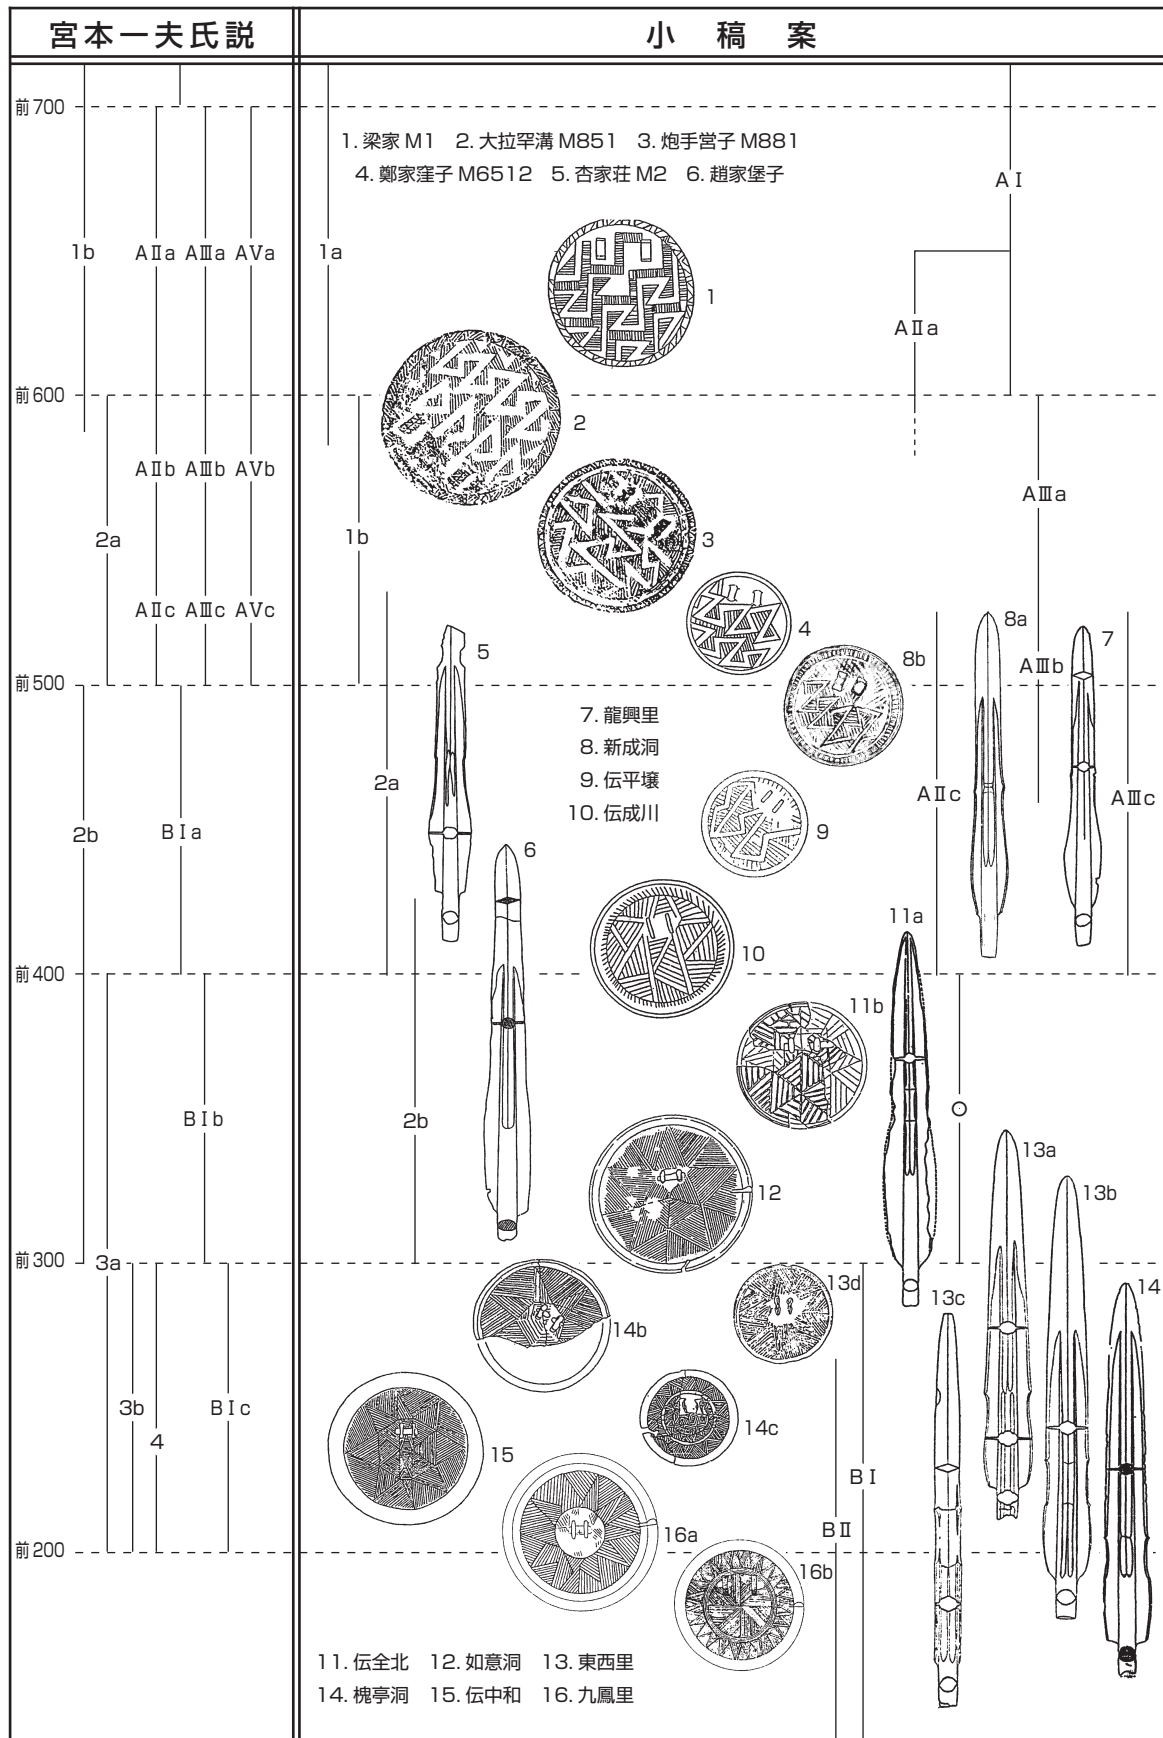 宮本一夫氏説
小稿案
前700
1. 梁家 M1 2. 大拉罕溝 M851 3. 炮手営子 M881
4. 鄭家窪子 M6512 5. 杏家荘 M2 6. 趙家堡子
AⅠ
1b AⅡa AⅢa AⅤa 1a
1
AⅡa
前600
2
AⅡb AⅢb AⅤb
AⅢa
2a 1b 3
AⅡc AⅢc AⅤc
4
8a 7
5 8b AⅢb
前500
7. 龍興里
8. 新成洞
9. 伝平壌
10. 伝成川
2a
AⅡc AⅢc
2b BⅠa 9
6
11a
10
前400
11b
BⅠb 2b
13a
12 13b
前300
3a
13d 13c 14a
14b
3b 4 BⅠc
14c
15
BⅠ
16a BⅡ
前200
16b
11. 伝全北 12. 如意洞 13. 東西里
14. 槐亭洞 15. 伝中和 16. 九鳳里